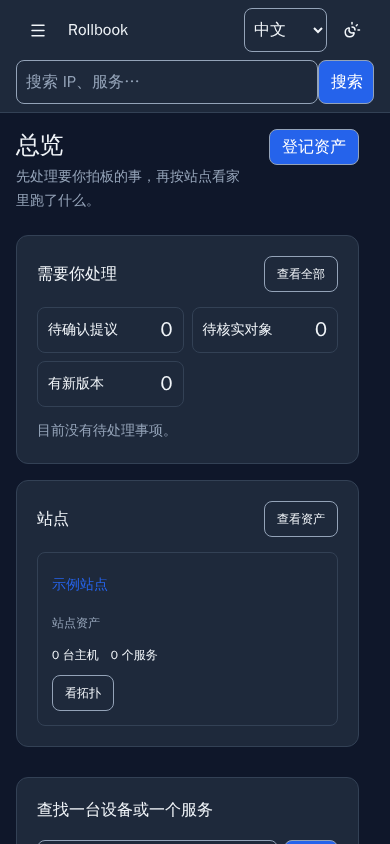 Rollbook
中文
搜索 IP、服务…
搜索
总览
登记资产
先处理要你拍板的事，再按站点看家
里跑了什么。
需要你处理
查看全部
待确认提议 0
待核实对象 0
有新版本 0
目前没有待处理事项。
站点
查看资产
示例站点
站点资产
0 台主机 0 个服务
看拓扑
查找一台设备或一个服务